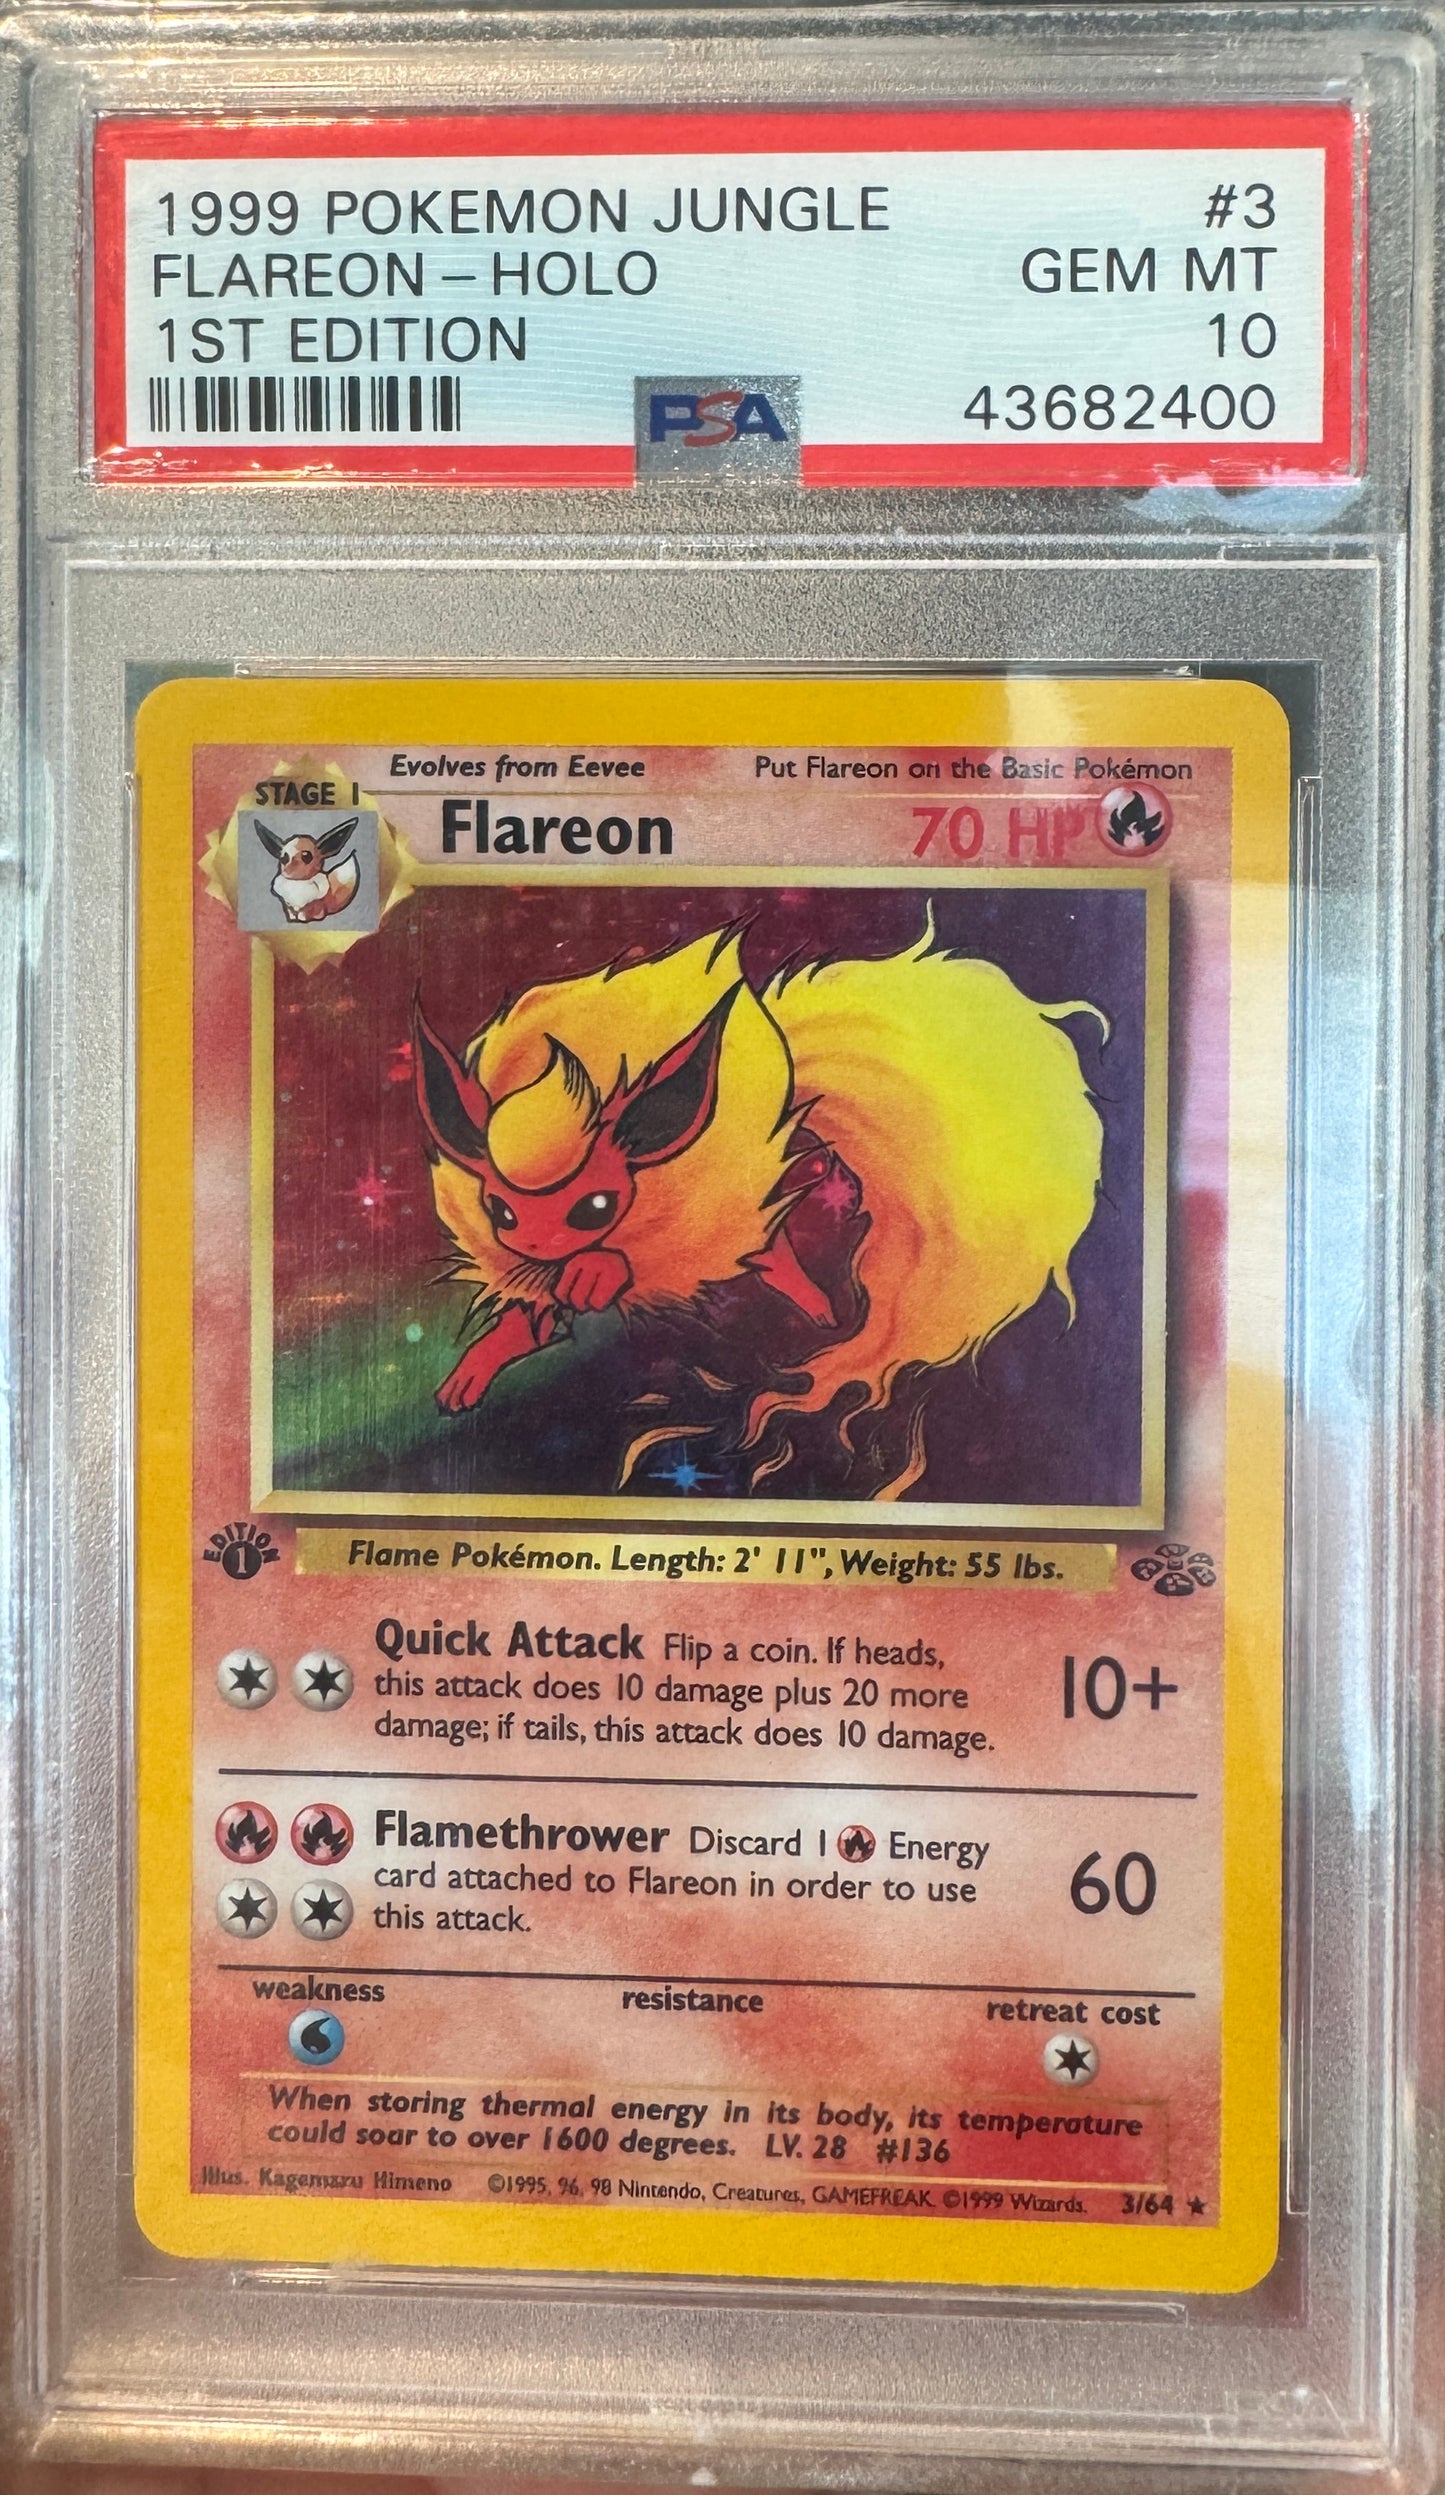 1999 POKEMON JUNGLE #3
FLAREON – HOLO GEM MT
1ST EDITION 10
PSA 43682400
Evolves from Eevee Put Flareon on the Basic Pokémon
STAGE 1
Flareon 70 HP
EDITION 1
Flame Pokémon. Length: 2' 11", Weight: 55 lbs.
Quick Attack Flip a coin. If heads,
this attack does 10 damage plus 20 more
damage; if tails, this attack does 10 damage.
10+
Flamethrower Discard 1 Energy
card attached to Flareon in order to use
this attack.
60
weakness resistance retreat cost
When storing thermal energy in its body, its temperature
could soar to over 1600 degrees. LV. 28 #136
Illus. Kagemaru Himeno ©1995, 96, 98 Nintendo, Creatures, GAMEFREAK. ©1999 Wizards. 3/64 ★